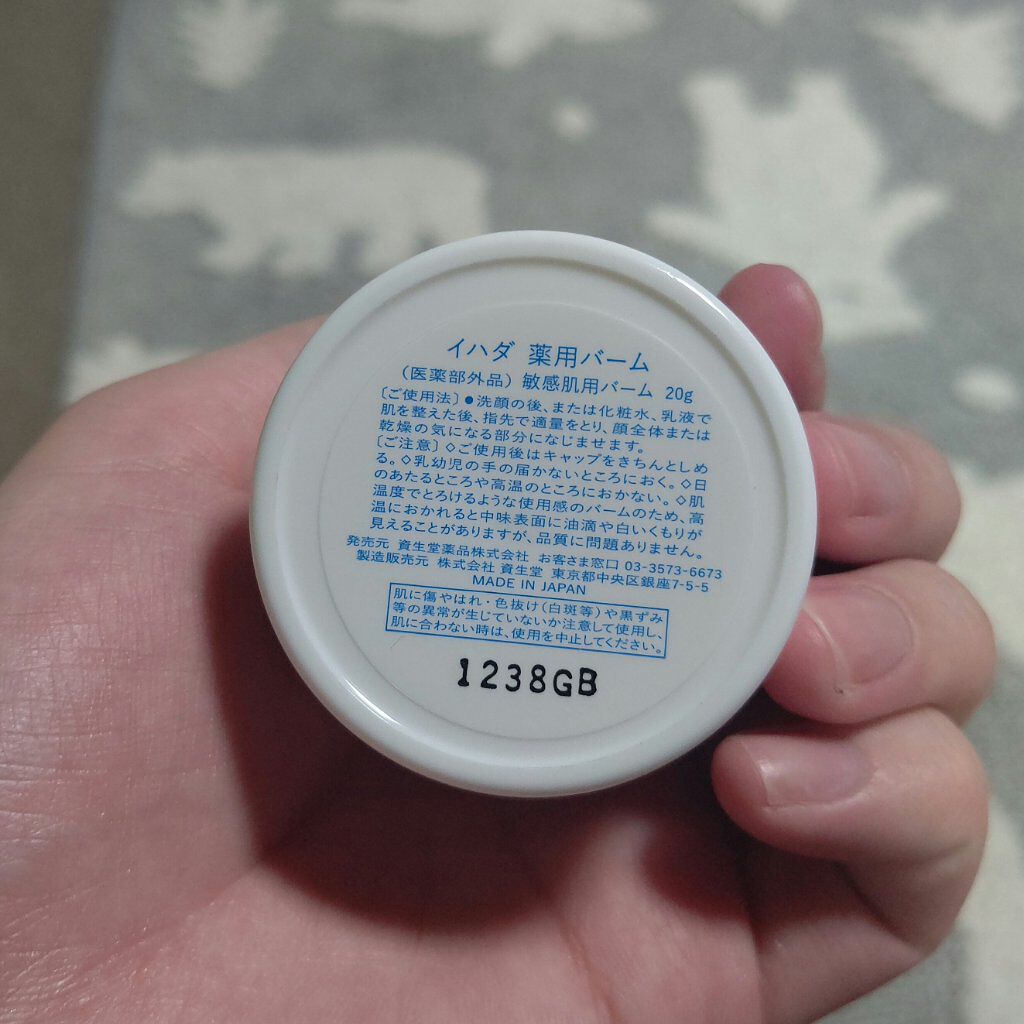 イハダ 薬用バーム
（医薬部外品）敏感肌用バーム 20g
〔ご使用法〕●洗顔の後、または化粧水、乳液で
肌を整えた後、指先で適量をとり、顔全体または
乾燥の気になる部分になじませます。
〔ご注意〕◇ご使用後はキャップをきちんとしめ
る。◇乳幼児の手の届かないところにおく。◇日
のあたるところや高温のところにおかない。◇肌
温度でとろけるような使用感のバームのため、高
温におかれると中味表面に油滴や白いくもりが
見えることがありますが、品質に問題ありません。
発売元 資生堂薬品株式会社 お客さま窓口 03-3573-6673
製造販売元 株式会社 資生堂 東京都中央区銀座7-5-5
MADE IN JAPAN
肌に傷やはれ・色抜け（白斑等）や黒ずみ
等の異常が生じていないか注意して使用し、
肌に合わない時は、使用を中止してください。
1238GB